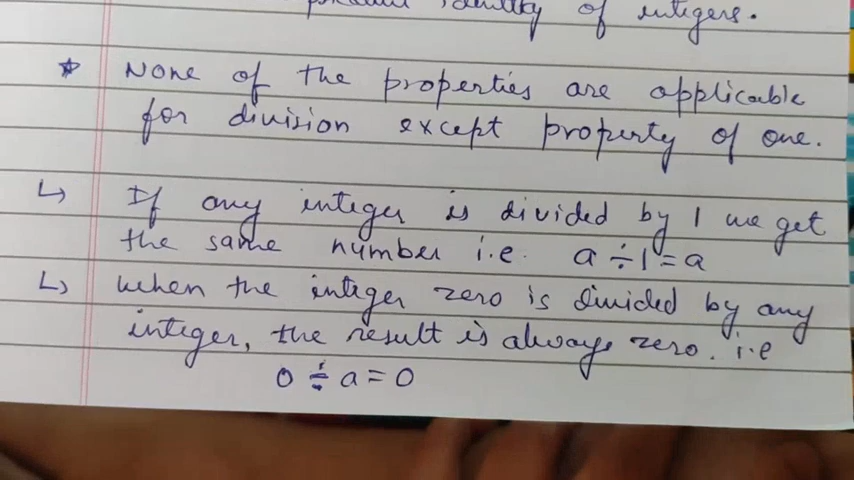 identity of integers.
* None of the properties are applicable
for division except property of one.
↳ If any integer is divided by 1 we get
the same number i.e. a ÷ 1 = a
↳ When the integer zero is divided by any
integer, the result is always zero. i.e
0 ÷ a = 0